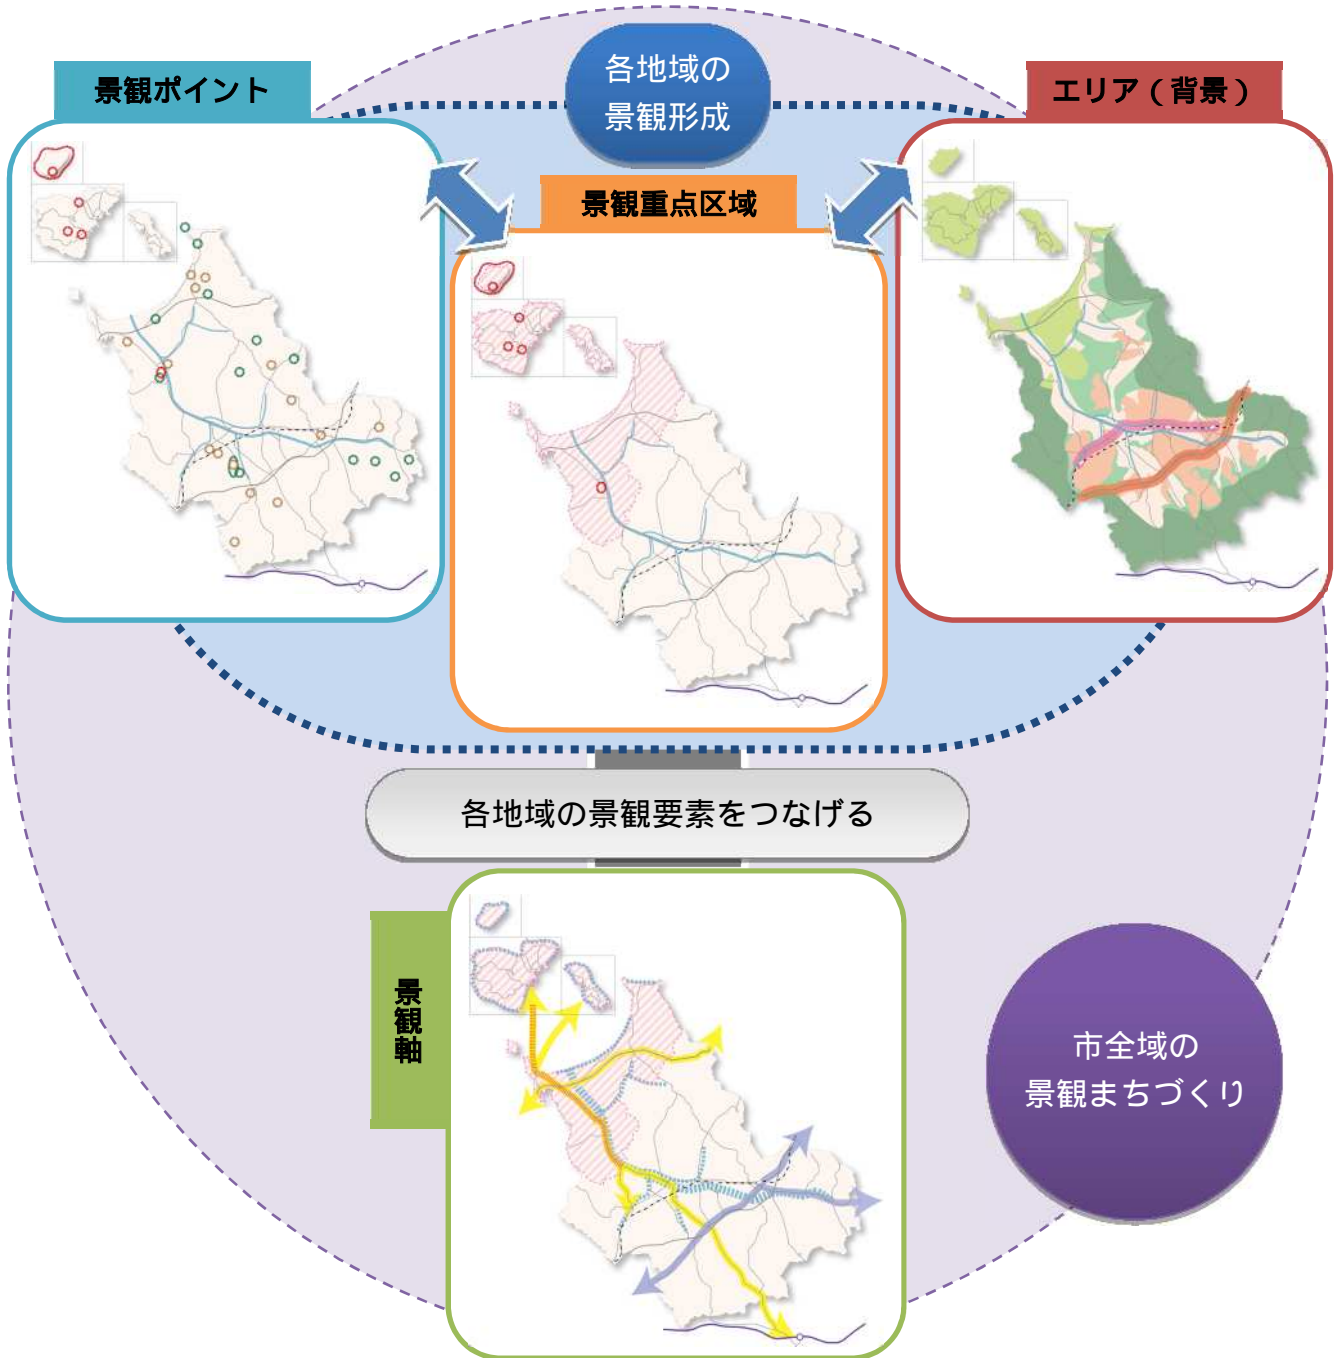 各地域の
景観形成
景観ポイント
エリア（背景）
景観重点区域
各地域の景観要素をつなげる
景観軸
市全域の
景観まちづくり